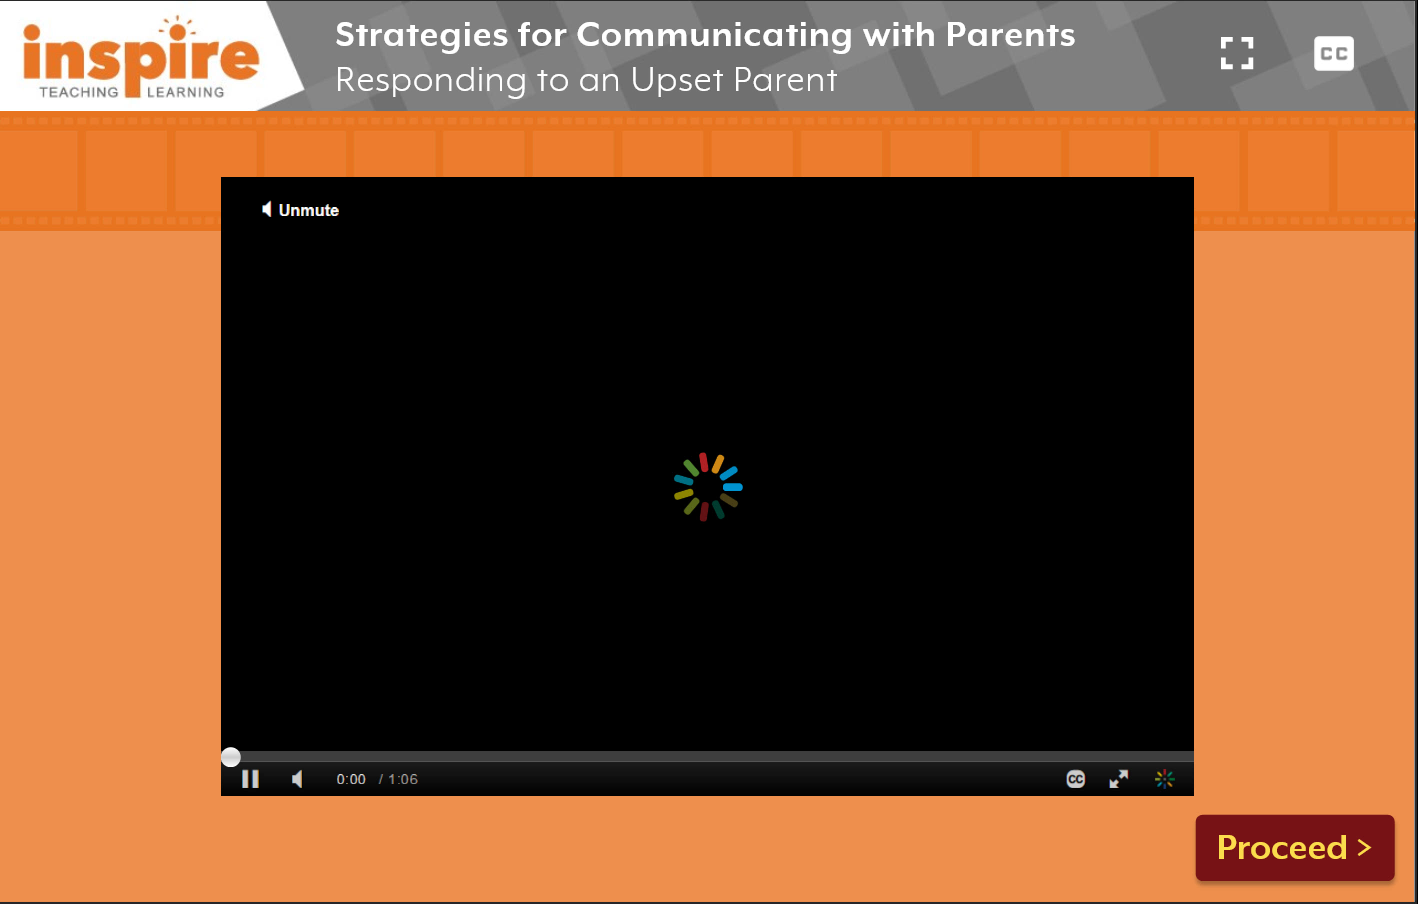 inspire
TEACHING LEARNING
Strategies for Communicating with Parents
Responding to an Upset Parent
CC
Unmute
0:00 / 1:06
CC
Proceed >